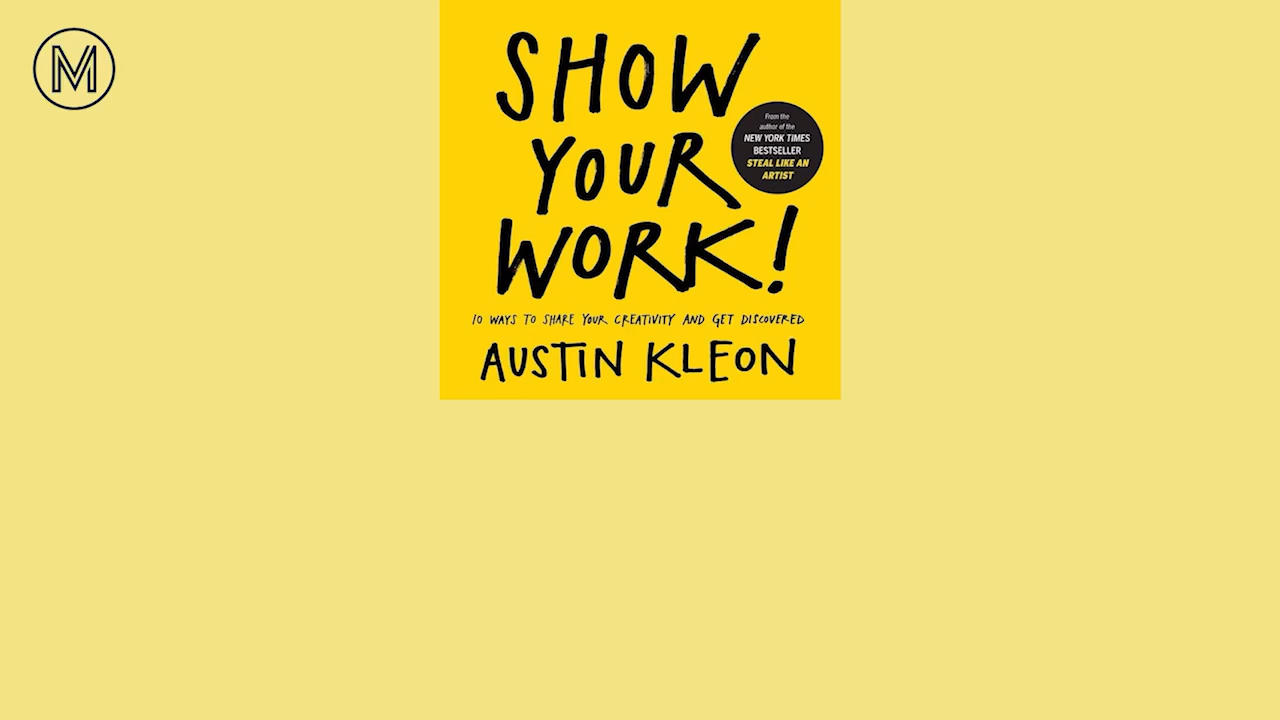 M
SHOW
YOUR
WORK!
From the
author of the
NEW YORK TIMES
BESTSELLER
STEAL LIKE AN
ARTIST
10 WAYS TO SHARE YOUR CREATIVITY AND GET DISCOVERED
AUSTIN KLEON